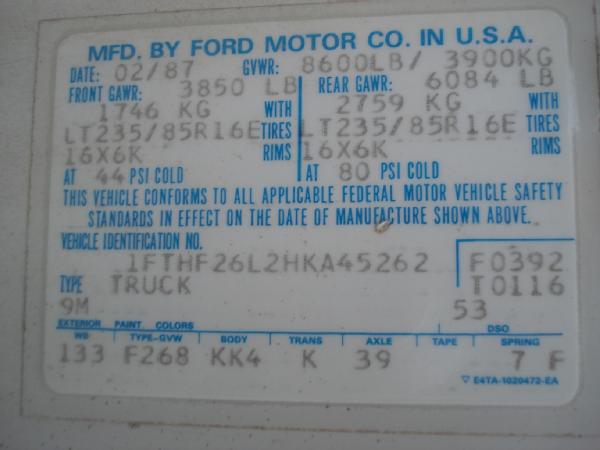 MFD. BY FORD MOTOR CO. IN U.S.A.
DATE: 02/87 GVWR: 8600LB/ 3900KG
FRONT GAWR: 3850 LB REAR GAWR: 6084 LB
1746 KG WITH 2759 KG WITH
LT235/85R16E TIRES LT235/85R16E TIRES
16X6K RIMS 16X6K RIMS
AT 44 PSI COLD AT 80 PSI COLD
THIS VEHICLE CONFORMS TO ALL APPLICABLE FEDERAL MOTOR VEHICLE SAFETY
STANDARDS IN EFFECT ON THE DATE OF MANUFACTURE SHOWN ABOVE.
VEHICLE IDENTIFICATION NO.
1FTHF26L2HKA45262 F0392
TYPE TRUCK T0116
9M 53
EXTERIOR PAINT COLORS DSO
WB TYPE-GVW BODY TRANS AXLE TAPE SPRING
133 F268 KK4 K 39 7 F
▽ E4TA-1020472-EA